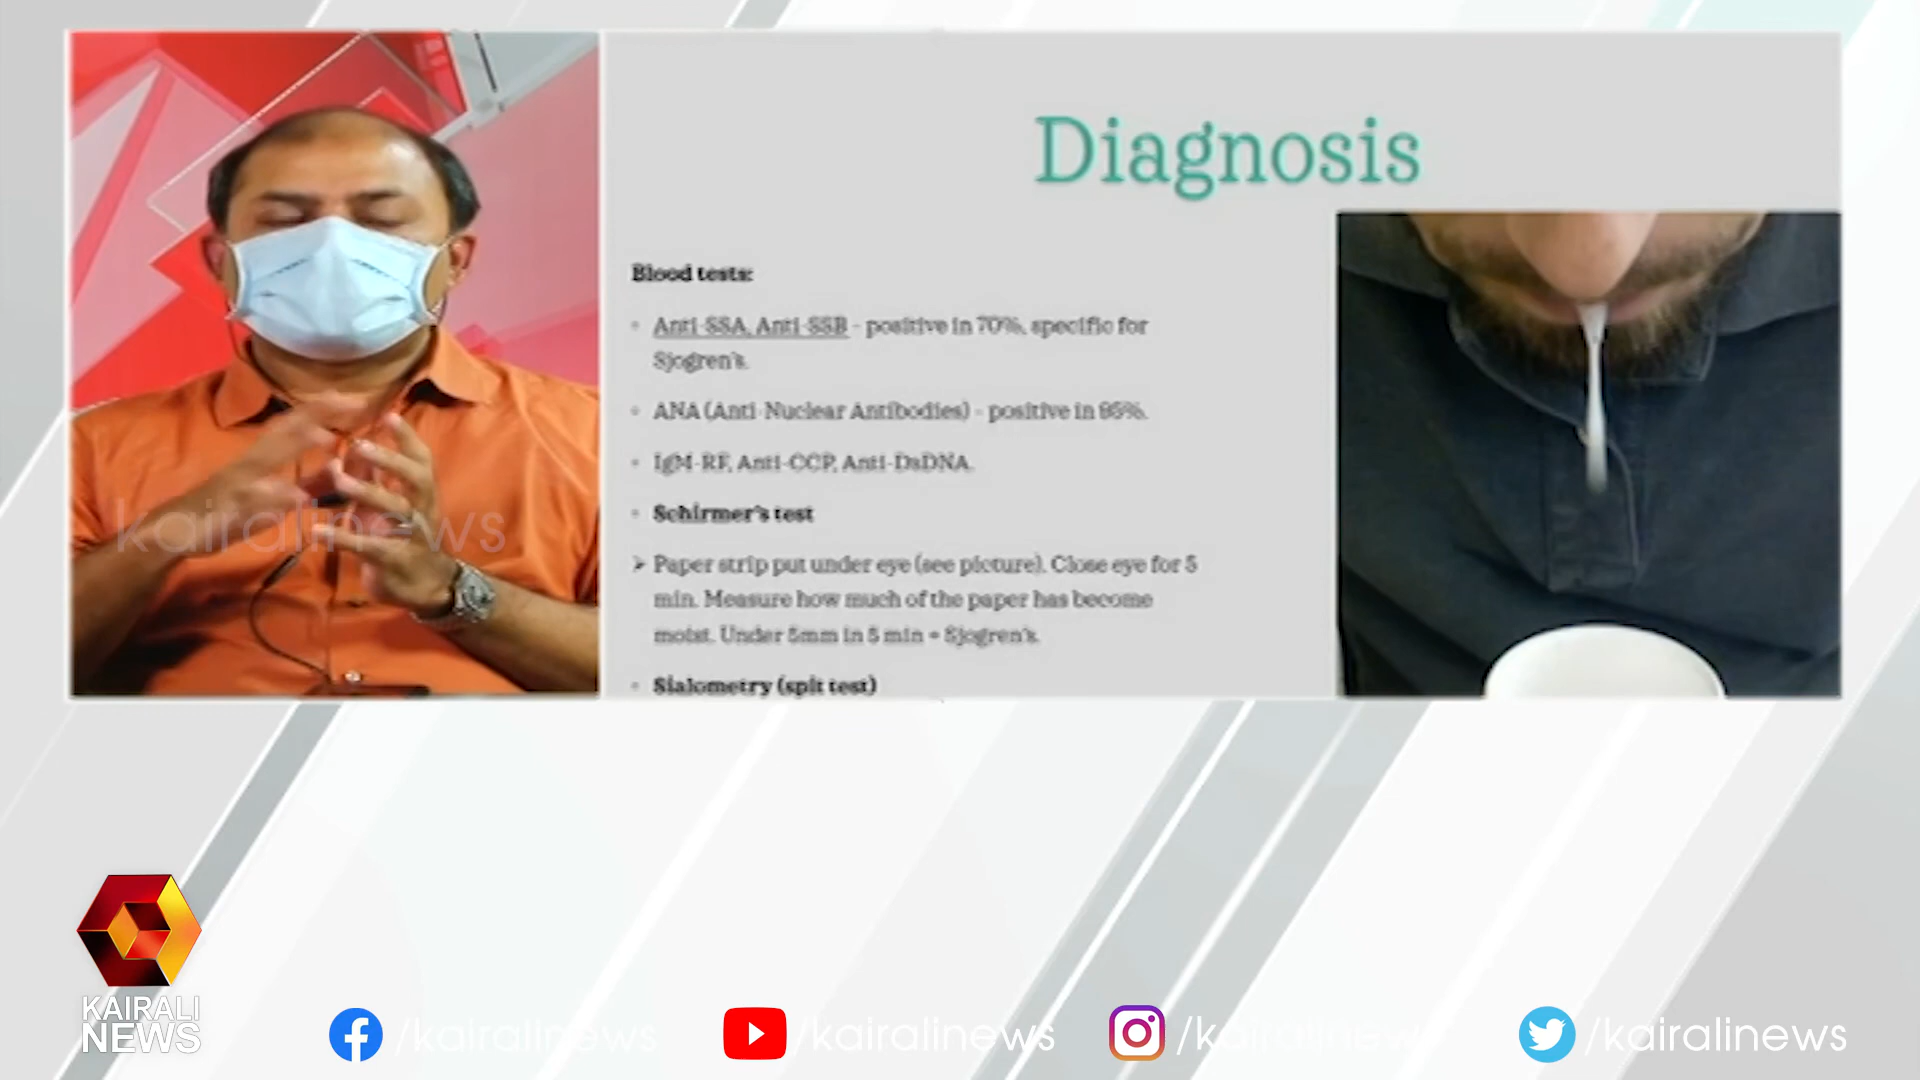 Diagnosis
Blood tests:
• Anti-SSA, Anti-SSB - positive in 70%, specific for
Sjogren's.
• ANA (Anti-Nuclear Antibodies) - positive in 95%.
• IgM-RF, Anti-CCP, Anti-DsDNA.
• Schirmer's test
➢ Paper strip put under eye (see picture). Close eye for 5
min. Measure how much of the paper has become
moist. Under 5mm in 5 min = Sjogren's.
• Sialometry (spit test)
kairalinews
KAIRALI
NEWS
/kairalinews
/kairalinews
/kairalinews
/kairalinews